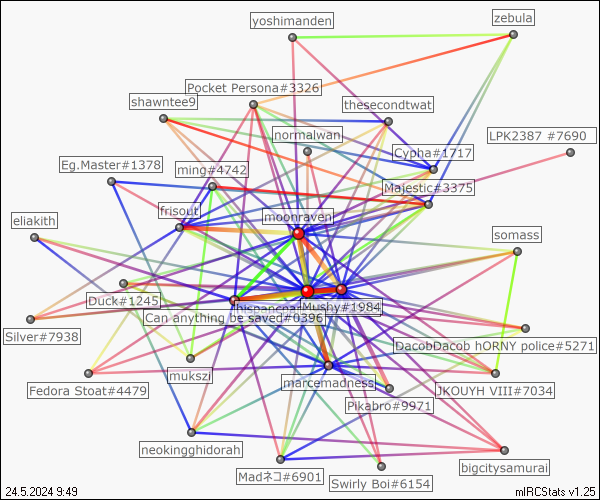 yoshimanden
zebula
Pocket Persona#3326
shawntee9
thesecondtwat
normalwan
LPK2387 #7690
Cypha#1717
Eg.Master#1378
ming#4742
Majestic#3375
frisout
moonraven
eliakith
somass
Duck#1245
Mushy#1984
Can anything be saved#0396
Silver#7938
DacobDacob hORNY police#5271
mukszi
marcemadness
Fedora Stoat#4479
JKOUYH VIII#7034
Pikabro#9971
neokingghidorah
bigcitysamurai
Madネコ#6901
Swirly Boi#6154
24.5.2024 9:49
mIRCStats v1.25